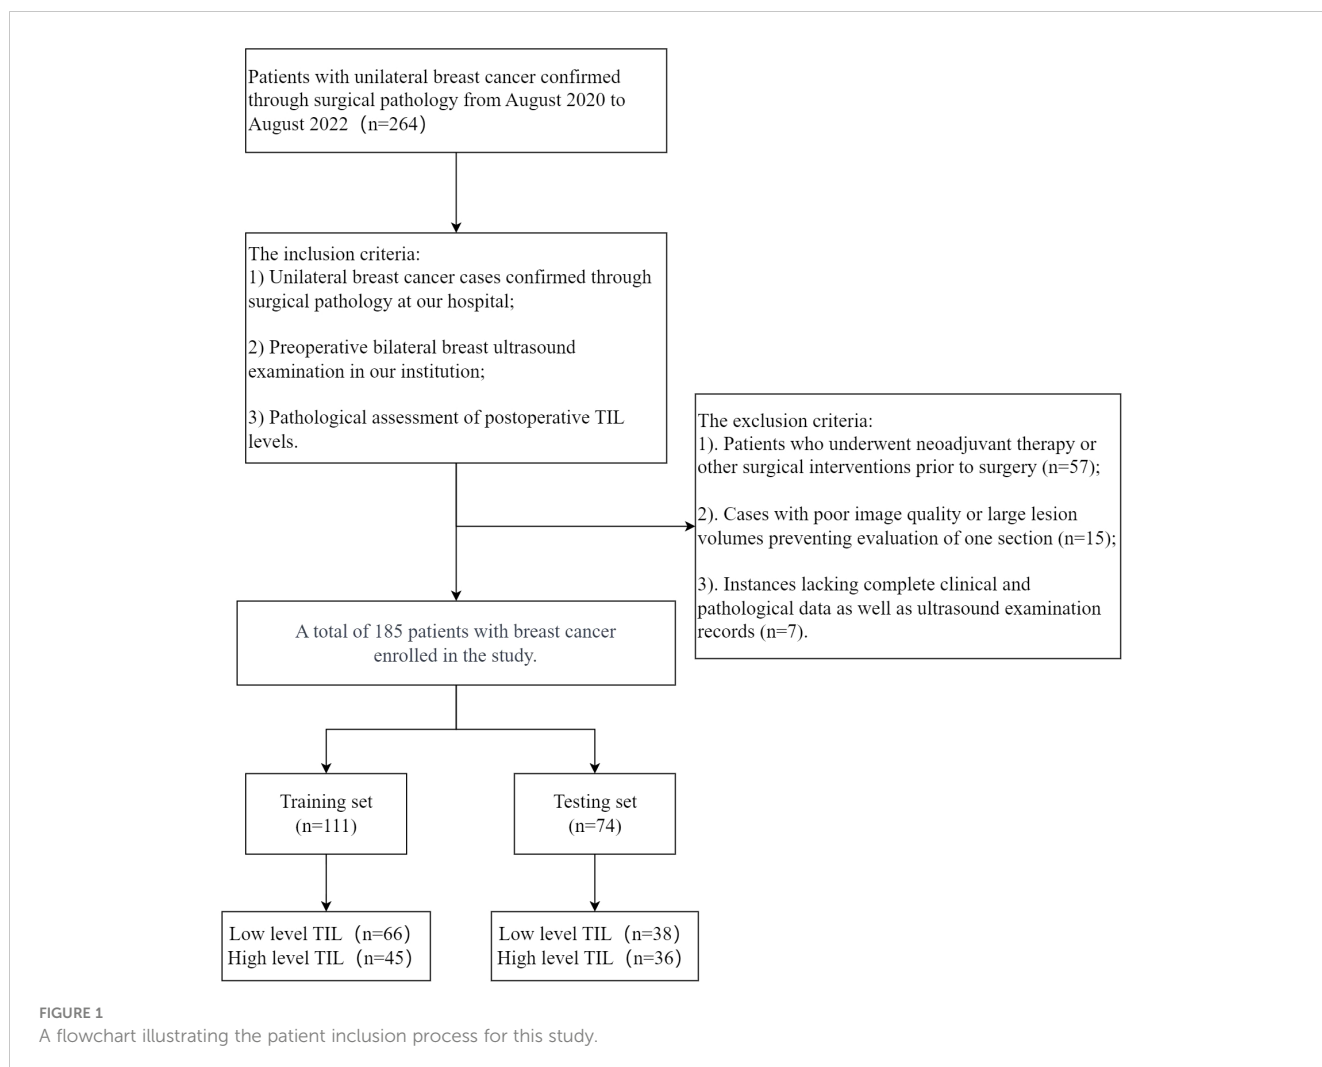 Patients with unilateral breast cancer confirmed
through surgical pathology from August 2020 to
August 2022（n=264）
The inclusion criteria:
1) Unilateral breast cancer cases confirmed through
surgical pathology at our hospital;
2) Preoperative bilateral breast ultrasound
examination in our institution;
3) Pathological assessment of postoperative TIL
levels.
The exclusion criteria:
1). Patients who underwent neoadjuvant therapy or
other surgical interventions prior to surgery (n=57);
2). Cases with poor image quality or large lesion
volumes preventing evaluation of one section (n=15);
3). Instances lacking complete clinical and
pathological data as well as ultrasound examination
records (n=7).
A total of 185 patients with breast cancer
enrolled in the study.
Training set
(n=111)
Testing set
(n=74)
Low level TIL（n=66）
High level TIL（n=45）
Low level TIL（n=38）
High level TIL（n=36）
FIGURE 1
A flowchart illustrating the patient inclusion process for this study.